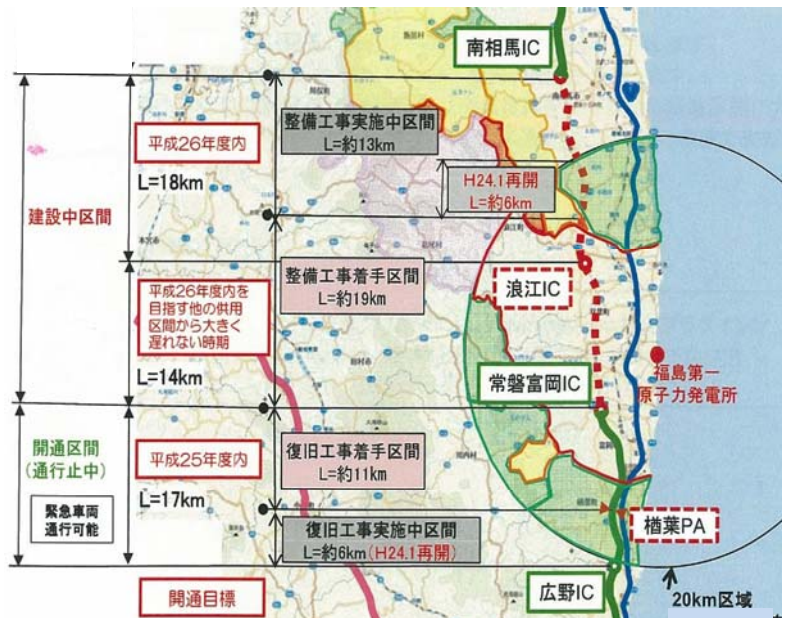 南相馬IC
整備工事実施中区間
L=約13km
平成26年度内
L=18km
H24.1再開
L=約6km
建設中区間
整備工事着手区間
L=約19km
浪江IC
平成26年度内を
目指す他の供用
区間から大きく
遅れない時期
L=14km
常磐富岡IC
福島第一
原子力発電所
開通区間
(通行止中)
平成25年度内
復旧工事着手区間
L=約11km
L=17km
緊急車両
通行可能
復旧工事実施中区間
L=約6km(H24.1再開)
楢葉PA
開通目標
広野IC
20km区域